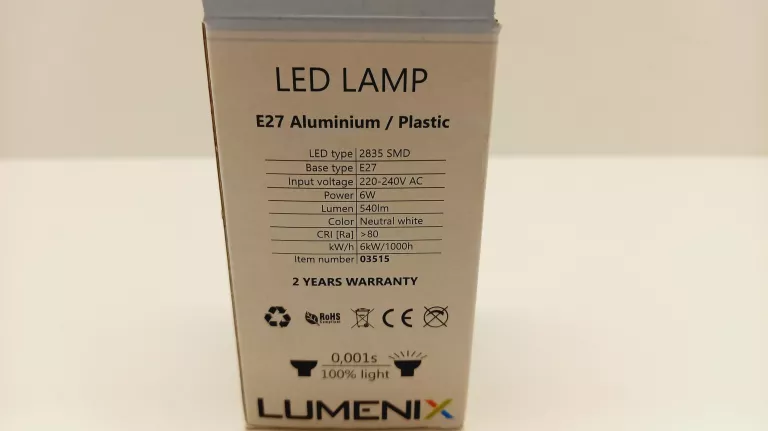 LED LAMP
E27 Aluminium / Plastic
LED type 2835 SMD
Base type E27
Input voltage 220-240V AC
Power 6W
Lumen 540lm
Color Neutral white
CRI [Ra] >80
kW/h 6kW/1000h
Item number 03515
2 YEARS WARRANTY
RoHS CE
0,001s
100% light
LUMENIX